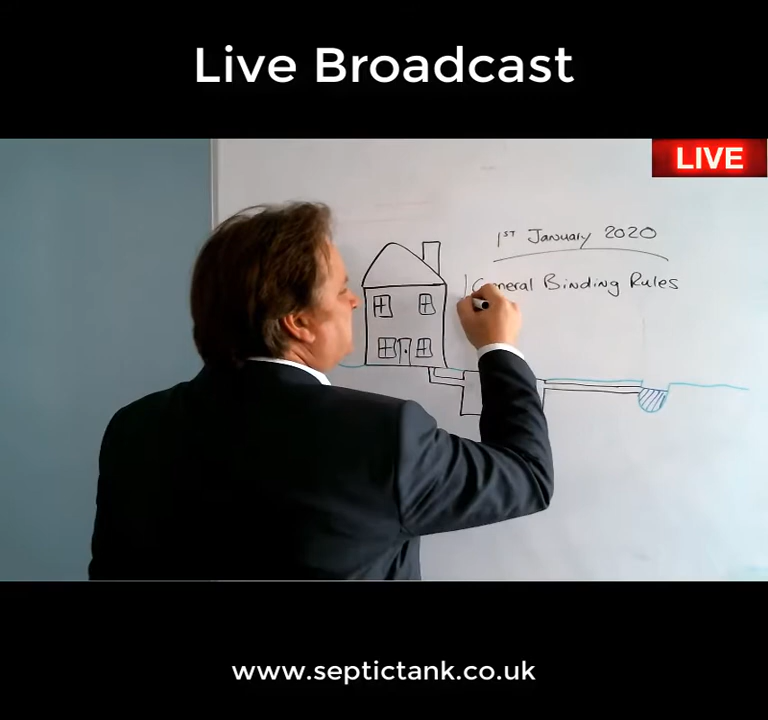 Live Broadcast
LIVE
1ST January 2020
General Binding Rules
www.septictank.co.uk